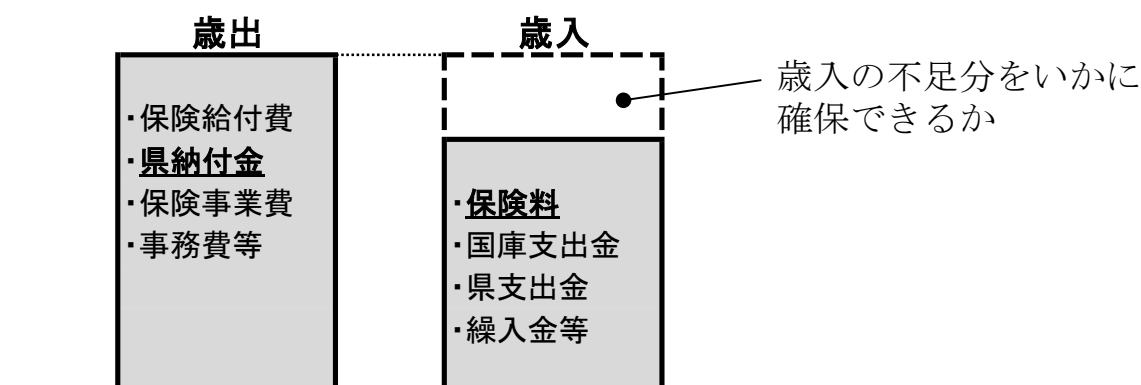 歳出
・保険給付費
・県納付金
・保険事業費
・事務費等
歳入
・保険料
・国庫支出金
・県支出金
・繰入金等
歳入の不足分をいかに
確保できるか